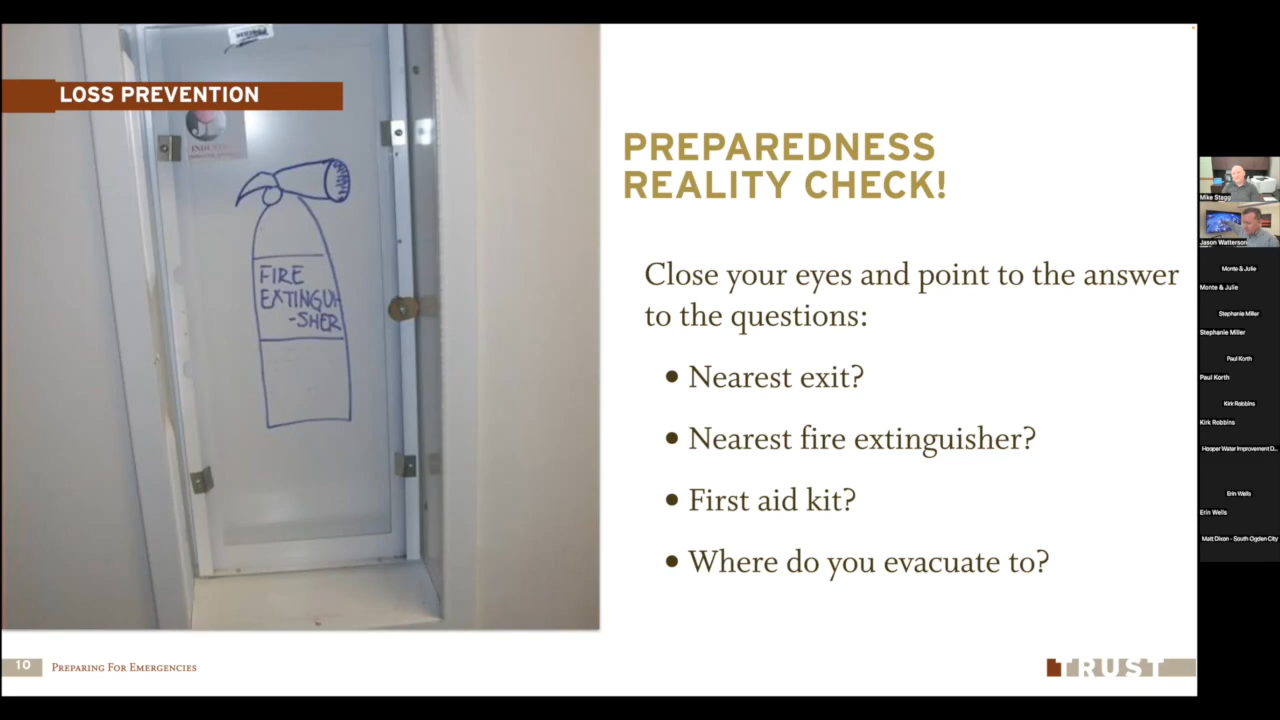 LOSS PREVENTION
FIRE
EXTINGUI
-SHER
PREPAREDNESS
REALITY CHECK!
Close your eyes and point to the answer
to the questions:
• Nearest exit?
• Nearest fire extinguisher?
• First aid kit?
• Where do you evacuate to?
10
PREPARING FOR EMERGENCIES
TRUST
Mike Stagg
Jason Watterson
Monte & Julie
Monte & Julie
Stephanie Miller
Stephanie Miller
Paul Korth
Paul Korth
Kirk Robbins
Kirk Robbins
Hooper Water Improvement D...
Erin Wells
Erin Wells
Matt Dixon - South Ogden City